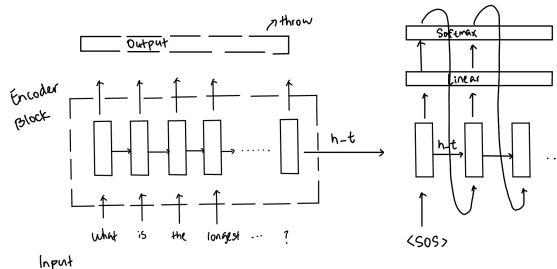 throw
Output
Softmax
Linear
Encoder
Block
h_t
h_t
......
..
What is the longest ... ?
<SOS>
Input